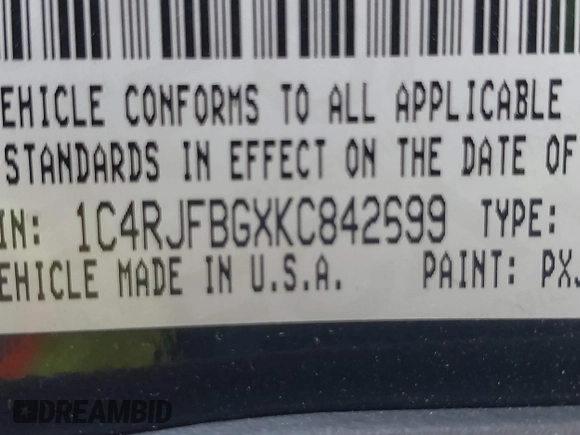 EHICLE CONFORMS TO ALL APPLICABLE
STANDARDS IN EFFECT ON THE DATE OF
IN: 1C4RJFBGXKC842699 TYPE:
EHICLE MADE IN U.S.A. PAINT: PXJ
DREAMBID